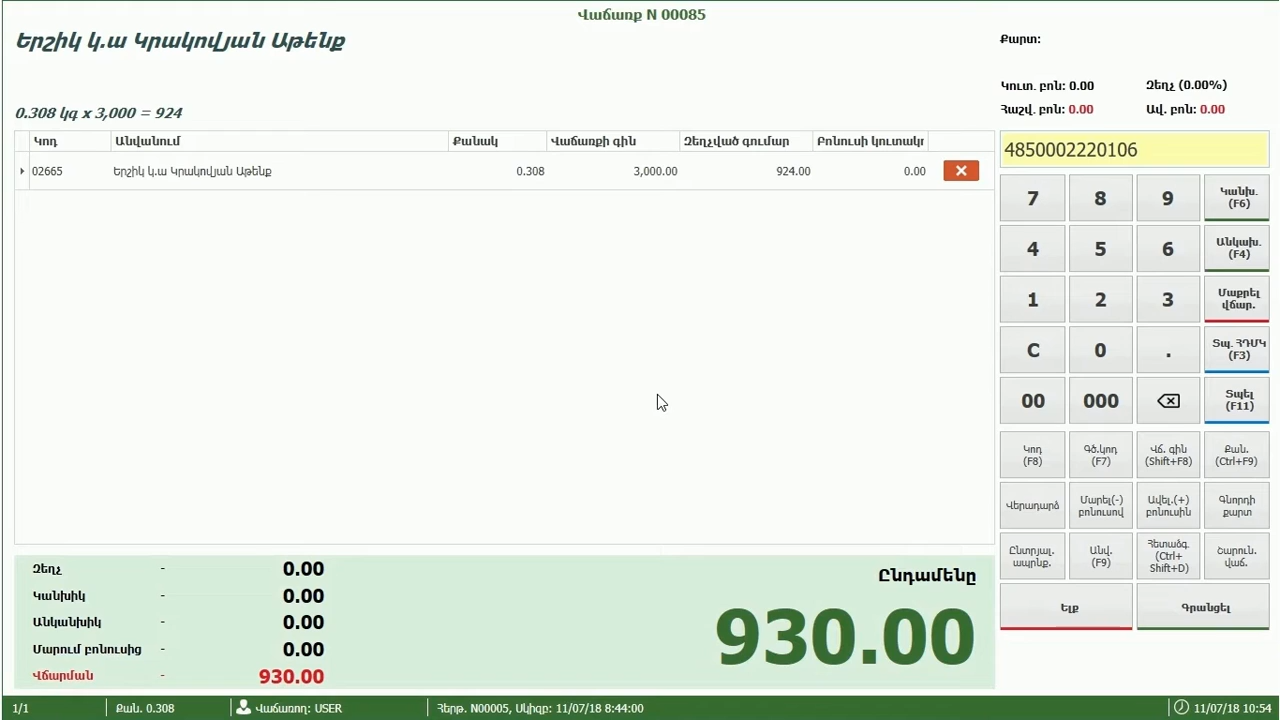 Վաճառք N 00085
Երշիկ կ.ա Կրակովյան Աթենք
0.308 կգ x 3,000 = 924
Կոդ Անվանում Քանակ Վաճառքի գին Զեղչված գումար Բոնուսի կուտակր
02665 Երշիկ կ.ա Կրակովյան Աթենք 0.308 3,000.00 924.00 0.00
Քարտ:
Կուտ. բոն: 0.00 Զեղչ (0.00%)
Հաշվ. բոն: 0.00 Ավ. բոն: 0.00
4850002220106
7 8 9 Կանխ. (F6)
4 5 6 Անկախ. (F4)
1 2 3 Մաքրել վճար.
C 0 . Տպ. ՀԴՄԿ (F3)
00 000 Տպել (F11)
Կոդ (F8) Գծ.կոդ (F7) Վճ. գին (Shift+F8) Քան. (Ctrl+F9)
Վերադարձ Մարել(-) բոնուսով Ավել.(+) բոնուսին Գնորդի քարտ
Ընտրյալ. ապրնք. Անվ. (F9) Հետաձգ. (Ctrl+ Shift+D) Շարուն. վաճ.
Ելք Գրանցել
Զեղչ - 0.00
Կանխիկ - 0.00
Անկանխիկ - 0.00
Մարում բոնուսից - 0.00
Վճարման - 930.00
Ընդամենը
930.00
1/1 Քան. 0.308 Վաճառող: USER Հերթ. N00005, Սկիզբ: 11/07/18 8:44:00 11/07/18 10:54